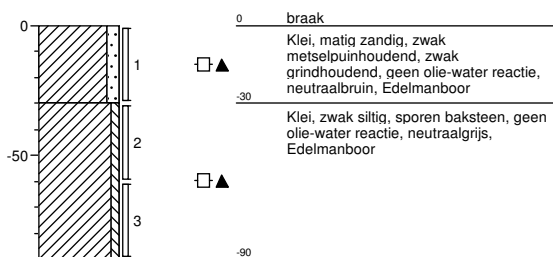 0
-50
1
2
3
0 braak
Klei, matig zandig, zwak
metselpuinhoudend, zwak
grindhoudend, geen olie-water reactie,
neutraalbruin, Edelmanboor
-30
Klei, zwak siltig, sporen baksteen, geen
olie-water reactie, neutraalgrijs,
Edelmanboor
-90